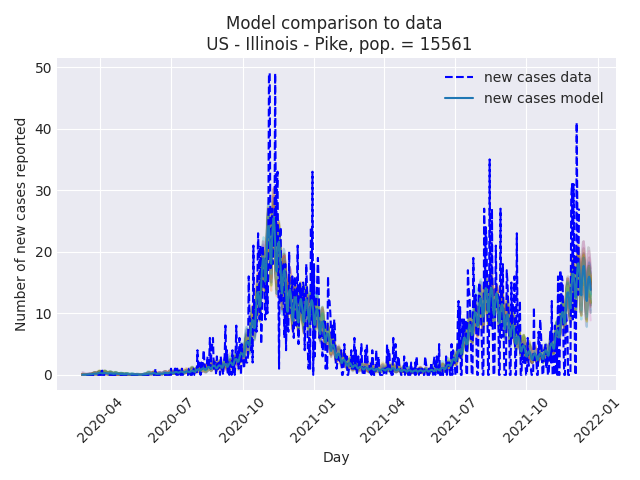 Model comparison to data
US - Illinois - Pike, pop. = 15561
new cases data
new cases model
Number of new cases reported
50
40
30
20
10
0
2020-04
2020-07
2020-10
2021-01
2021-04
2021-07
2021-10
2022-01
Day